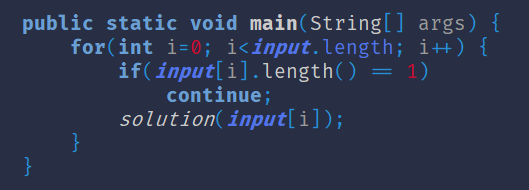 public static void main(String[] args) {
    for(int i=0; i<input.length; i++) {
        if(input[i].length() == 1)
            continue;
        solution(input[i]);
    }
}